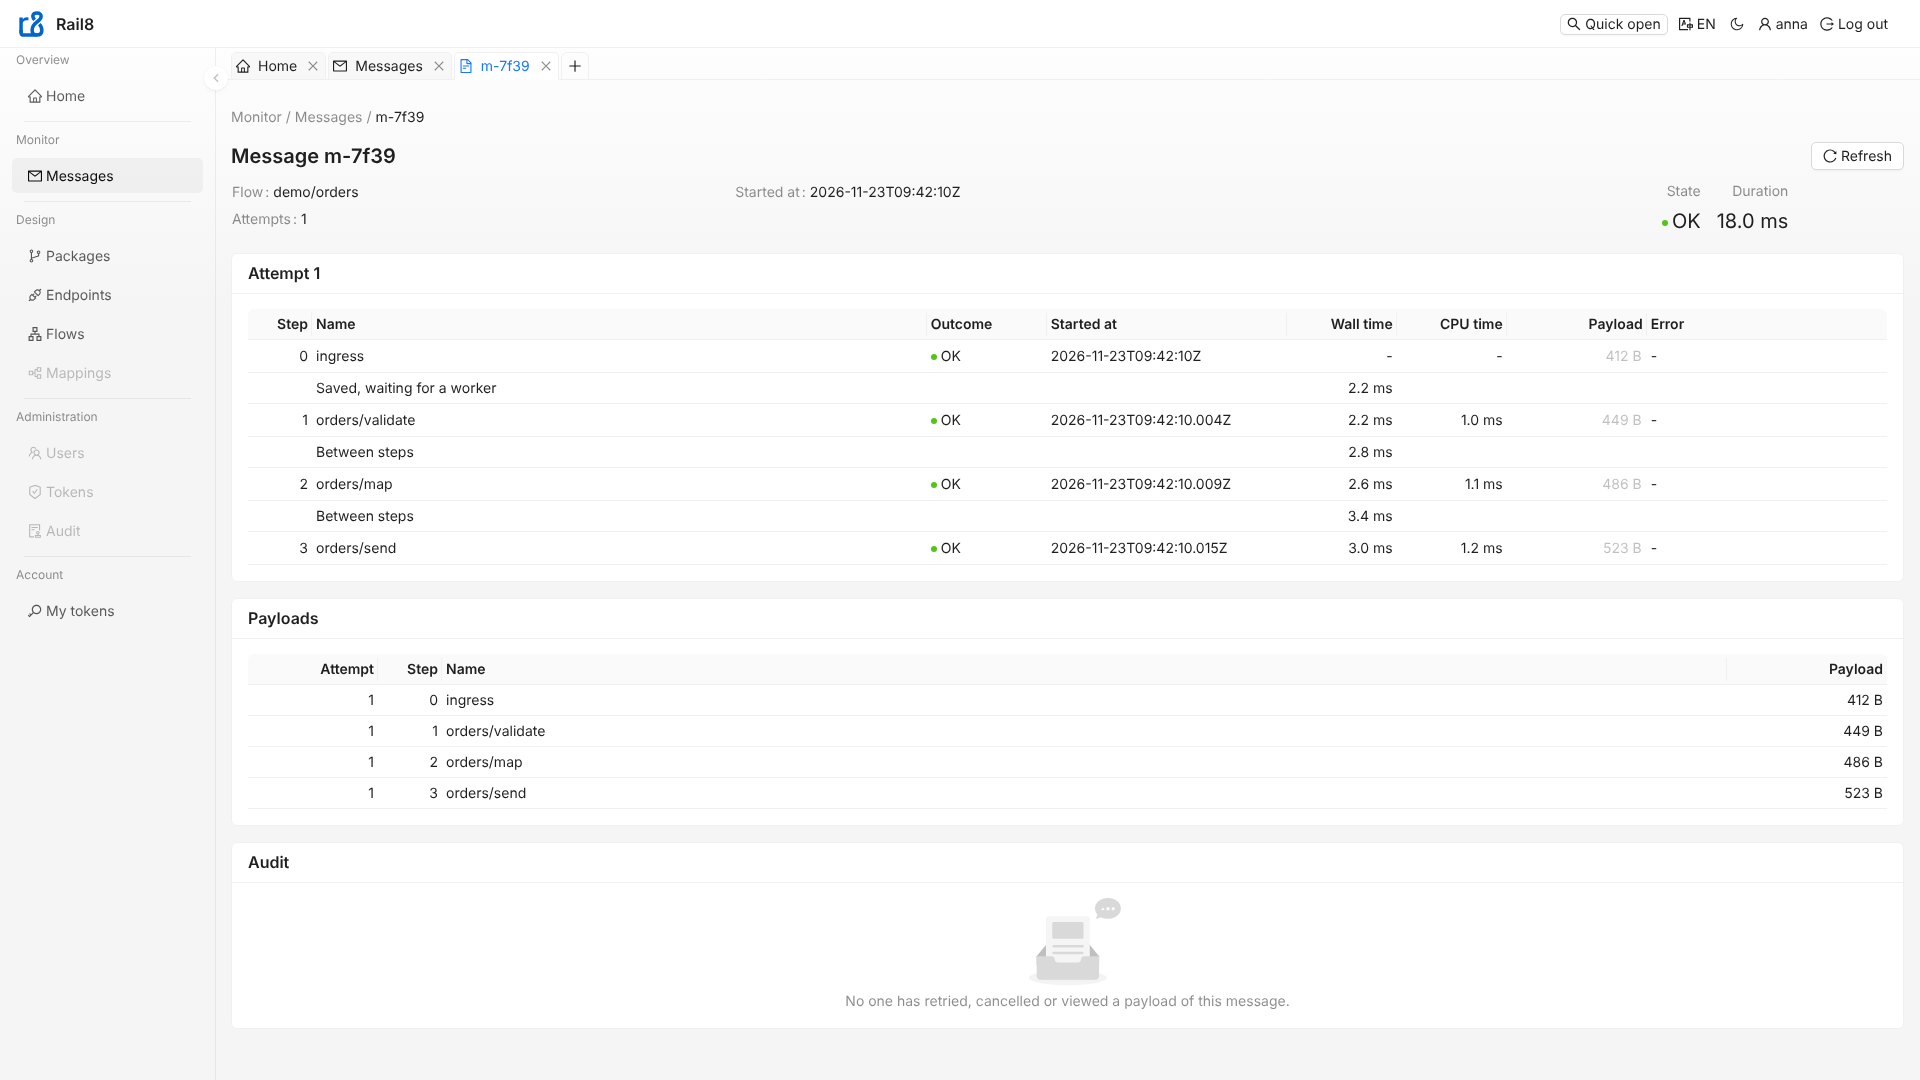 Rail8
Quick open EN anna Log out
Overview
Home
Monitor
Messages
Design
Packages
Endpoints
Flows
Mappings
Administration
Users
Tokens
Audit
Account
My tokens
Home Messages m-7f39
Monitor / Messages / m-7f39
Message m-7f39
Refresh
Flow : demo/orders Started at : 2026-11-23T09:42:10Z State Duration
Attempts : 1 OK 18.0 ms
Attempt 1
Step Name Outcome Started at Wall time CPU time Payload Error
0 ingress OK 2026-11-23T09:42:10Z - - 412 B -
Saved, waiting for a worker 2.2 ms
1 orders/validate OK 2026-11-23T09:42:10.004Z 2.2 ms 1.0 ms 449 B -
Between steps 2.8 ms
2 orders/map OK 2026-11-23T09:42:10.009Z 2.6 ms 1.1 ms 486 B -
Between steps 3.4 ms
3 orders/send OK 2026-11-23T09:42:10.015Z 3.0 ms 1.2 ms 523 B -
Payloads
Attempt Step Name Payload
1 0 ingress 412 B
1 1 orders/validate 449 B
1 2 orders/map 486 B
1 3 orders/send 523 B
Audit
No one has retried, cancelled or viewed a payload of this message.